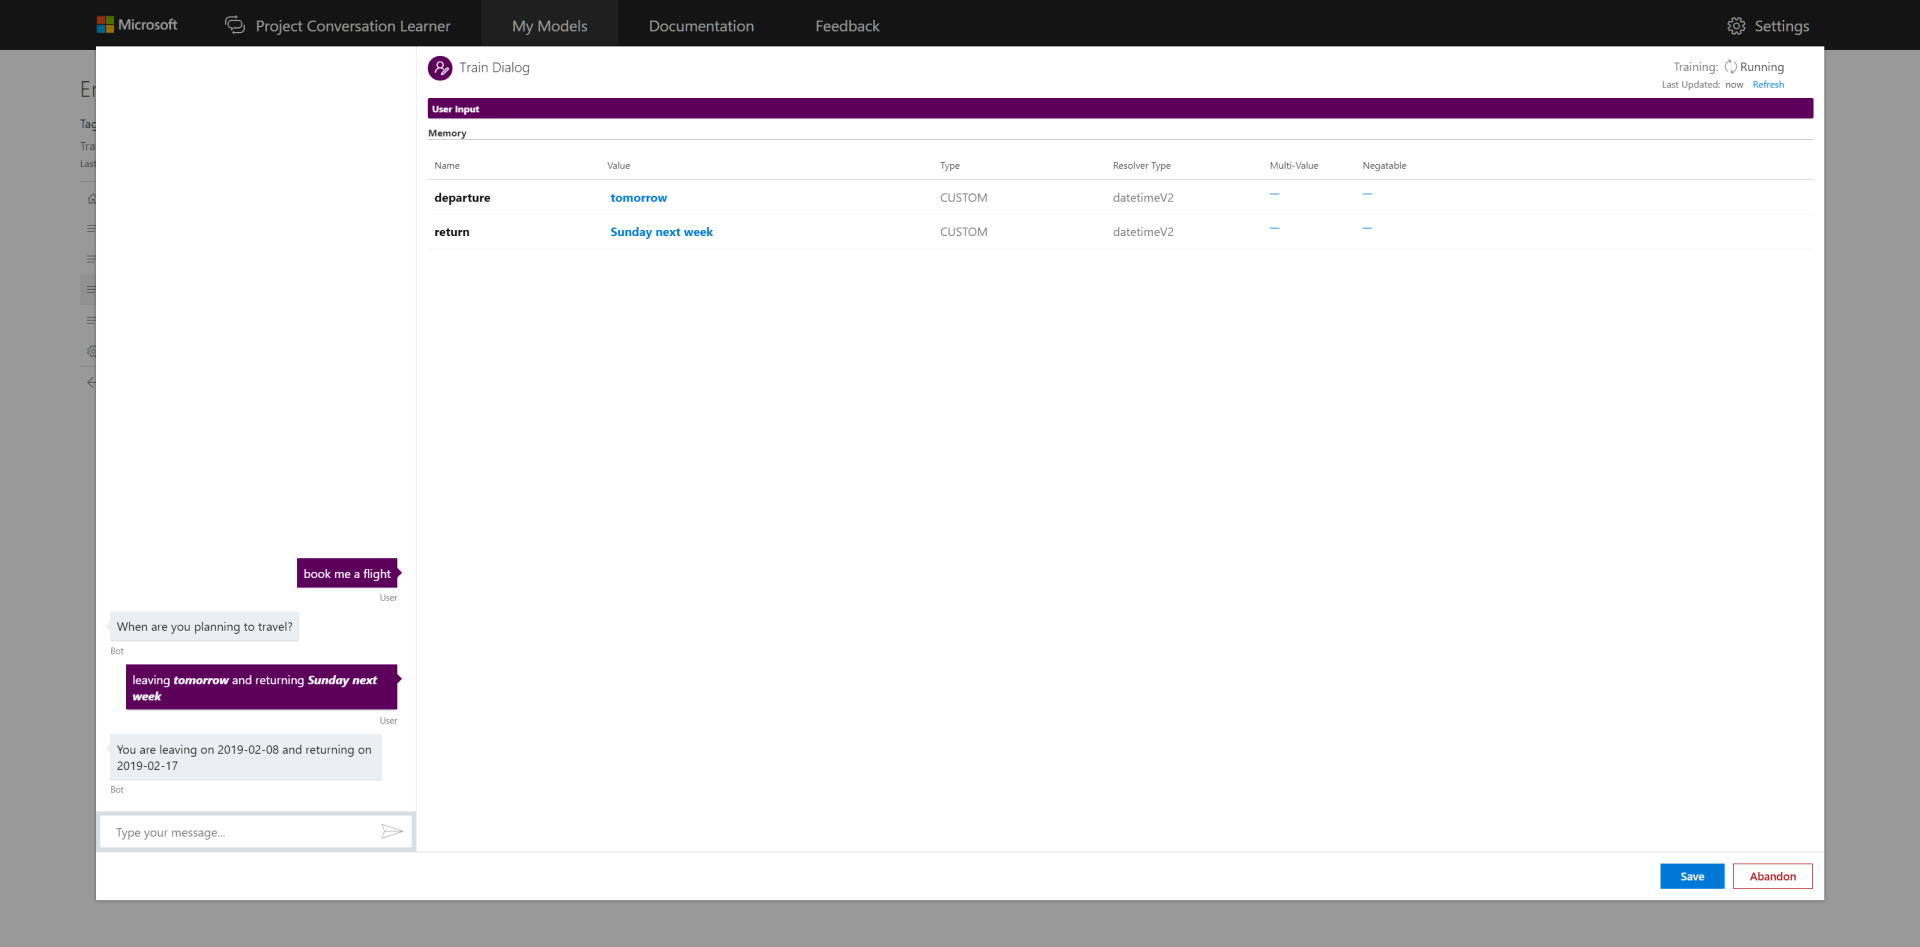 Microsoft
Project Conversation Learner
My Models
Documentation
Feedback
Settings
Train Dialog
Training: Running
Last Updated: now Refresh
User Input
Memory
Name Value Type Resolver Type Multi-Value Negatable
departure tomorrow CUSTOM datetimeV2
return Sunday next week CUSTOM datetimeV2
book me a flight
User
When are you planning to travel?
Bot
leaving tomorrow and returning Sunday next
week
User
You are leaving on 2019-02-08 and returning on
2019-02-17
Bot
Type your message...
Save
Abandon